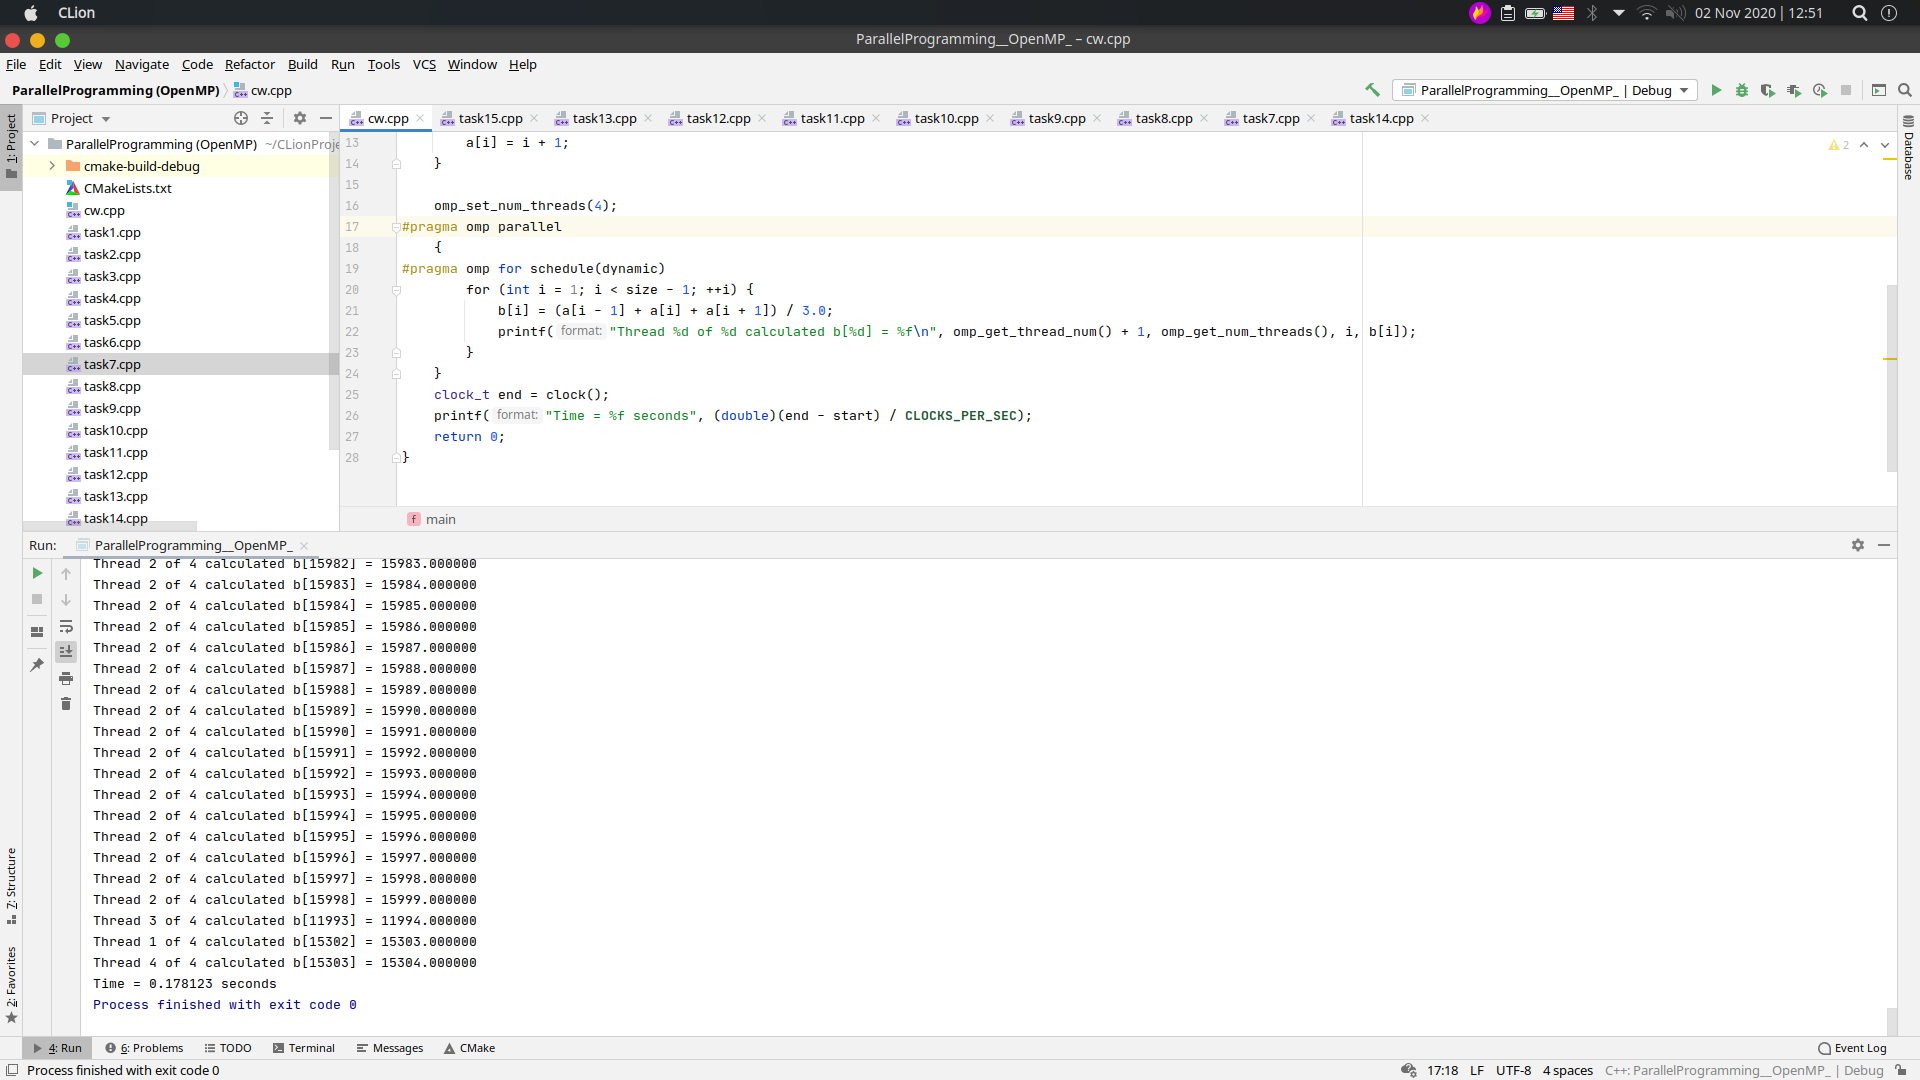 CLion
02 Nov 2020 | 12:51
ParallelProgramming__OpenMP_ – cw.cpp
File Edit View Navigate Code Refactor Build Run Tools VCS Window Help
ParallelProgramming (OpenMP) cw.cpp
ParallelProgramming__OpenMP_ | Debug
1: Project
Project
cw.cpp task15.cpp task13.cpp task12.cpp task11.cpp task10.cpp task9.cpp task8.cpp task7.cpp task14.cpp
Database
ParallelProgramming (OpenMP) ~/CLionProje
cmake-build-debug
CMakeLists.txt
cw.cpp
task1.cpp
task2.cpp
task3.cpp
task4.cpp
task5.cpp
task6.cpp
task7.cpp
task8.cpp
task9.cpp
task10.cpp
task11.cpp
task12.cpp
task13.cpp
task14.cpp
2
13 a[i] = i + 1;
14 }
15
16 omp_set_num_threads(4);
17 #pragma omp parallel
18 {
19 #pragma omp for schedule(dynamic)
20 for (int i = 1; i < size - 1; ++i) {
21 b[i] = (a[i - 1] + a[i] + a[i + 1]) / 3.0;
22 printf( format: "Thread %d of %d calculated b[%d] = %f\n", omp_get_thread_num() + 1, omp_get_num_threads(), i, b[i]);
23 }
24 }
25 clock_t end = clock();
26 printf( format: "Time = %f seconds", (double)(end - start) / CLOCKS_PER_SEC);
27 return 0;
28 }
f main
Run: ParallelProgramming__OpenMP_
Thread 2 of 4 calculated b[15982] = 15983.000000
Thread 2 of 4 calculated b[15983] = 15984.000000
Thread 2 of 4 calculated b[15984] = 15985.000000
Thread 2 of 4 calculated b[15985] = 15986.000000
Thread 2 of 4 calculated b[15986] = 15987.000000
Thread 2 of 4 calculated b[15987] = 15988.000000
Thread 2 of 4 calculated b[15988] = 15989.000000
Thread 2 of 4 calculated b[15989] = 15990.000000
Thread 2 of 4 calculated b[15990] = 15991.000000
Thread 2 of 4 calculated b[15991] = 15992.000000
Thread 2 of 4 calculated b[15992] = 15993.000000
Thread 2 of 4 calculated b[15993] = 15994.000000
Thread 2 of 4 calculated b[15994] = 15995.000000
Thread 2 of 4 calculated b[15995] = 15996.000000
Thread 2 of 4 calculated b[15996] = 15997.000000
Thread 2 of 4 calculated b[15997] = 15998.000000
Thread 2 of 4 calculated b[15998] = 15999.000000
Thread 3 of 4 calculated b[11993] = 11994.000000
Thread 1 of 4 calculated b[15302] = 15303.000000
Thread 4 of 4 calculated b[15303] = 15304.000000
Time = 0.178123 seconds
Process finished with exit code 0
7: Structure
2: Favorites
4: Run 6: Problems TODO Terminal Messages CMake Event Log
Process finished with exit code 0
17:18 LF UTF-8 4 spaces C++: ParallelProgramming__OpenMP_ | Debug